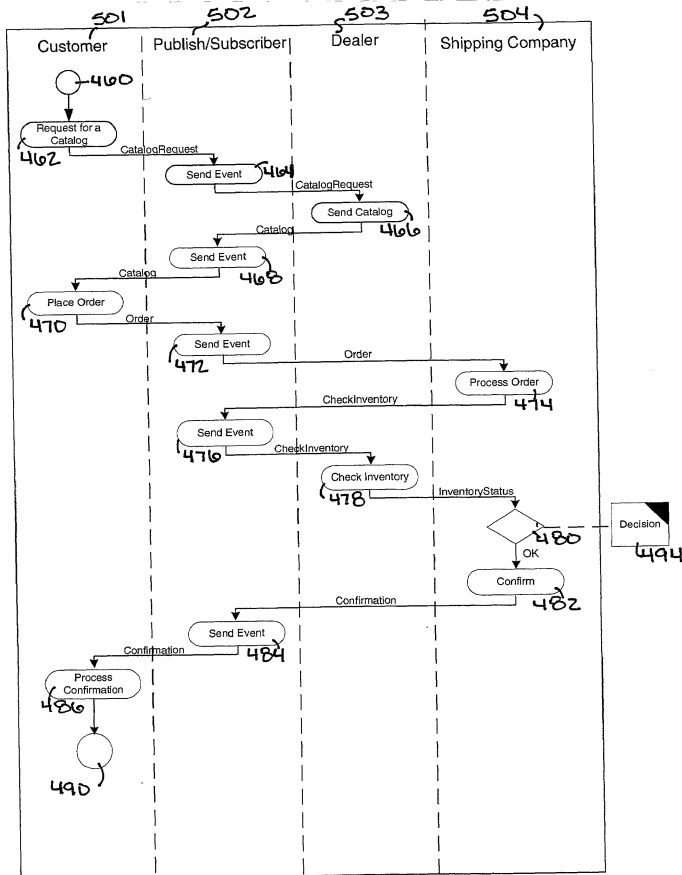 501
502
503
504
Customer
Publish/Subscriber
Dealer
Shipping Company
460
Request for a
Catalog
462
CatalogRequest
Send Event
464
CatalogRequest
Send Catalog
466
Catalog
Send Event
468
Catalog
Place Order
470
Order
Send Event
472
Order
Process Order
474
CheckInventory
Send Event
476
CheckInventory
Check Inventory
478
InventoryStatus
480
Decision
494
OK
Confirm
482
Confirmation
Send Event
484
Confirmation
Process
Confirmation
486
490